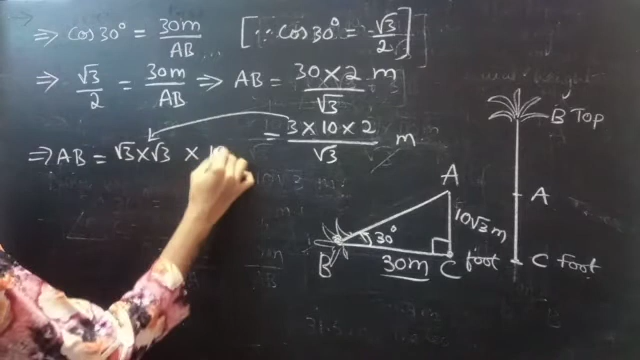 ⇒ Cos 30° = 30m/AB [∵ Cos 30° = √3/2]
⇒ √3/2 = 30m/AB ⇒ AB = 30 × 2/√3 m
= 3 × 10 × 2/√3 m
⇒ AB = √3 × √3 × 10
B Top
A
C foot
A
10√3 m
30°
B
30m
C foot